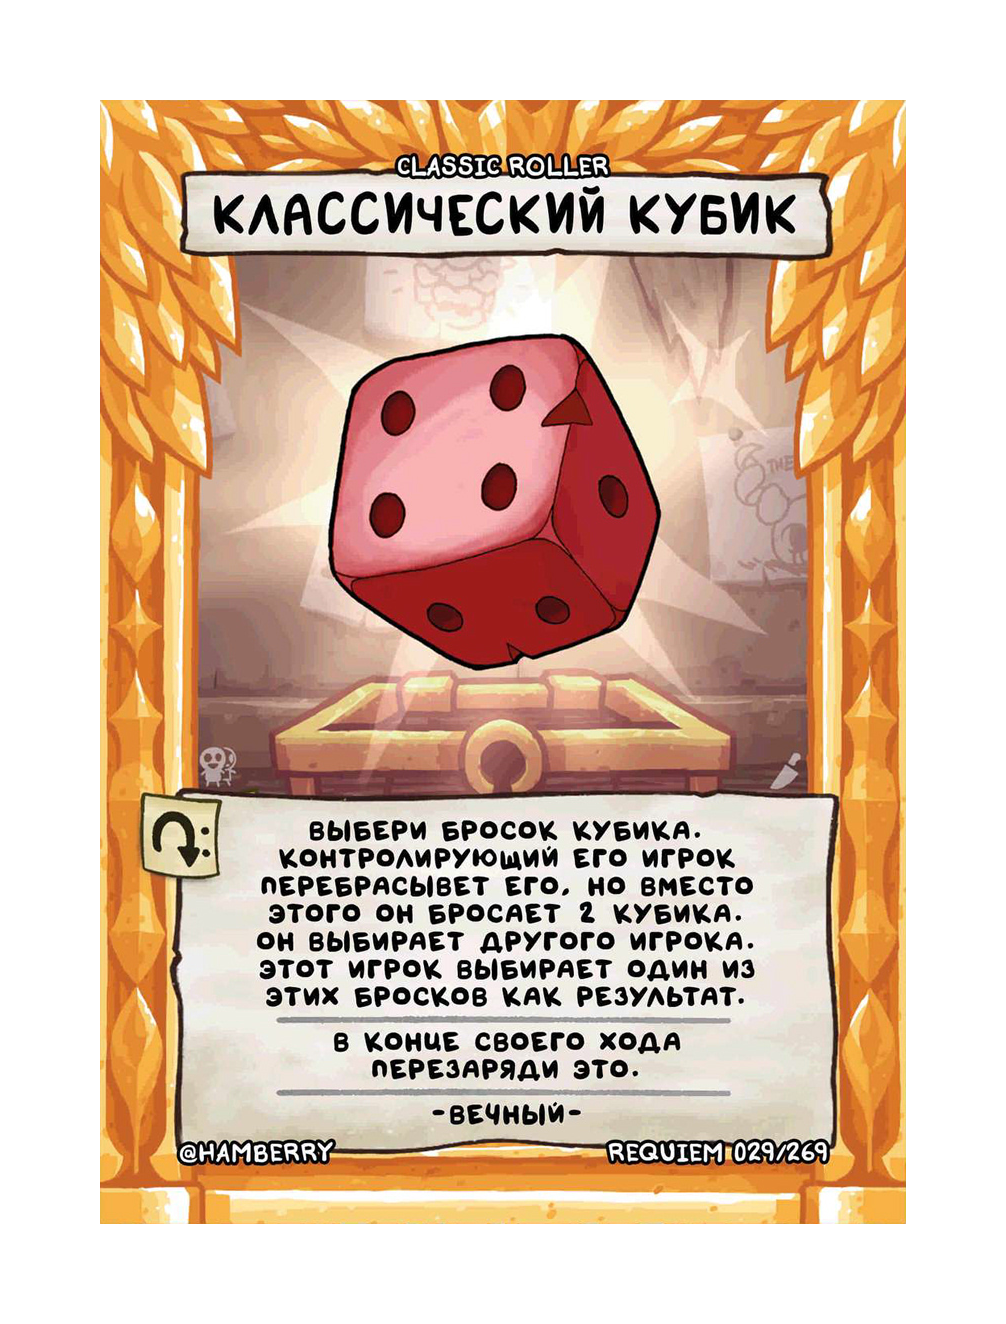 CLASSIC ROLLER
КЛАССИЧЕСКИЙ КУБИК
THE
ВЫБЕРИ БРОСОК КУБИКА.
КОНТРОЛИРУЮЩИЙ ЕГО ИГРОК
ПЕРЕБРАСЫВЕТ ЕГО, НО ВМЕСТО
ЭТОГО ОН БРОСАЕТ 2 КУБИКА.
ОН ВЫБИРАЕТ ДРУГОГО ИГРОКА.
ЭТОТ ИГРОК ВЫБИРАЕТ ОДИН ИЗ
ЭТИХ БРОСКОВ КАК РЕЗУЛЬТАТ.
В КОНЦЕ СВОЕГО ХОДА
ПЕРЕЗАРЯДИ ЭТО.
-ВЕЧНЫЙ-
@HAMBERRY
REQUIEM 029/269